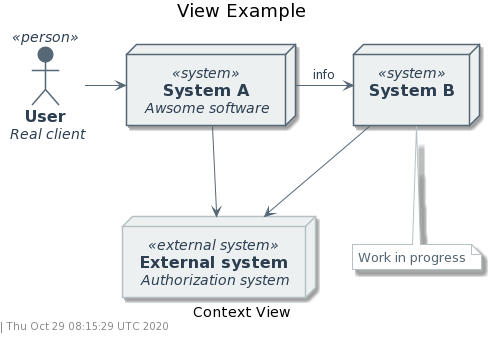 View Example
«person»
User
Real client
«system»
System A
Awsome software
info
«system»
System B
«external system»
External system
Authorization system
Work in progress
Context View
| Thu Oct 29 08:15:29 UTC 2020